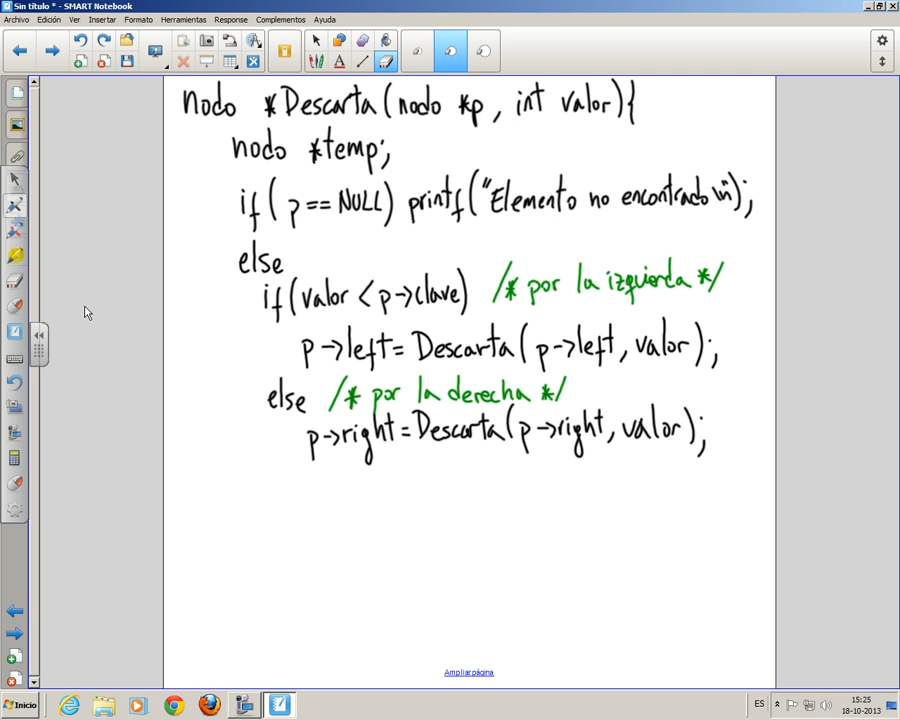 Sin título * - SMART Notebook
Archivo Edición Ver Insertar Formato Herramientas Response Complementos Ayuda
nodo *Descarta(nodo *p, int valor){
nodo *temp;
if( p==NULL) printf("Elemento no encontrado\n");
else
if(valor < p->clave) /* por la izquierda */
p->left= Descarta( p->left, valor);
else /* por la derecha */
p->right=Descarta(p->right, valor);
Ampliar página
Inicio
ES
15:25
18-10-2013